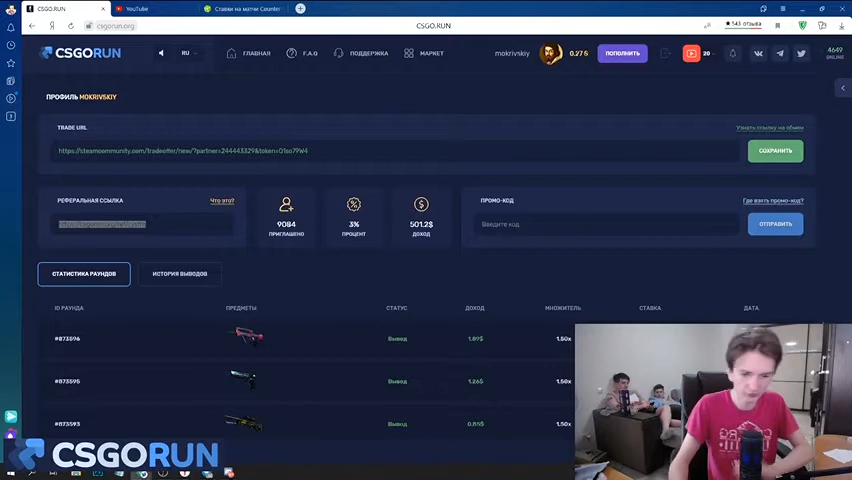 CSGO.RUN
YouTube
Ставки на матчи Counter
csgorun.org
CSGO.RUN
543 отзыва
CSGORUN
RU
ГЛАВНАЯ
F.A.Q
ПОДДЕРЖКА
МАРКЕТ
mokrivskiy
0.27$
ПОПОЛНИТЬ
20
4649
ONLINE
ПРОФИЛЬ MOKRIVSKIY
TRADE URL
Узнать ссылку на обмен
https://steamcommunity.com/tradeoffer/new/?partner=244443329&token=O1so79W4
СОХРАНИТЬ
РЕФЕРАЛЬНАЯ ССЫЛКА
Что это?
9084
ПРИГЛАШЕНО
3%
ПРОЦЕНТ
501.2$
ДОХОД
ПРОМО-КОД
Где взять промо-код?
Введите код
ОТПРАВИТЬ
СТАТИСТИКА РАУНДОВ
ИСТОРИЯ ВЫВОДОВ
ID РАУНДА
ПРЕДМЕТЫ
СТАТУС
ДОХОД
МНОЖИТЕЛЬ
СТАВКА
ДАТА
#873596
Вывод
1.89$
1.50x
#873595
Вывод
1.26$
1.50x
#873593
Вывод
0.85$
1.50x
CSGORUN